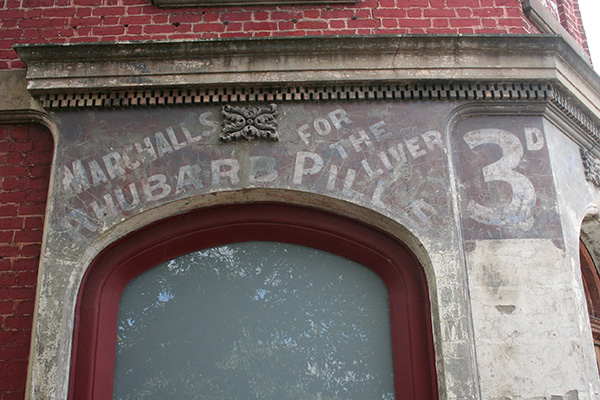 MARCHALLS FOR THE LIVER
RHUBARB PILLS
3D